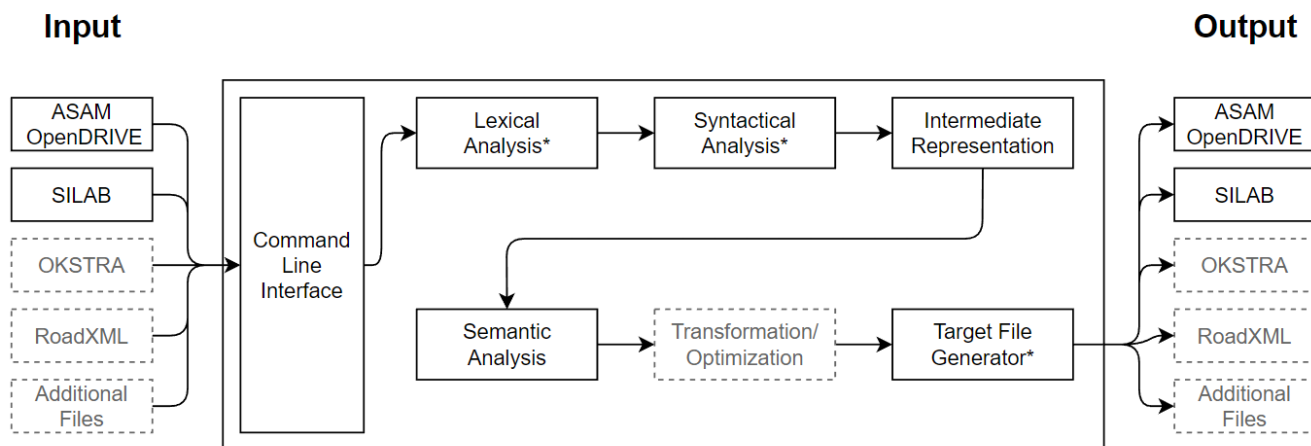 Input
Output
ASAM
OpenDRIVE
SILAB
OKSTRA
RoadXML
Additional
Files
Command
Line
Interface
Lexical
Analysis*
Syntactical
Analysis*
Intermediate
Representation
Semantic
Analysis
Transformation/
Optimization
Target File
Generator*
ASAM
OpenDRIVE
SILAB
OKSTRA
RoadXML
Additional
Files